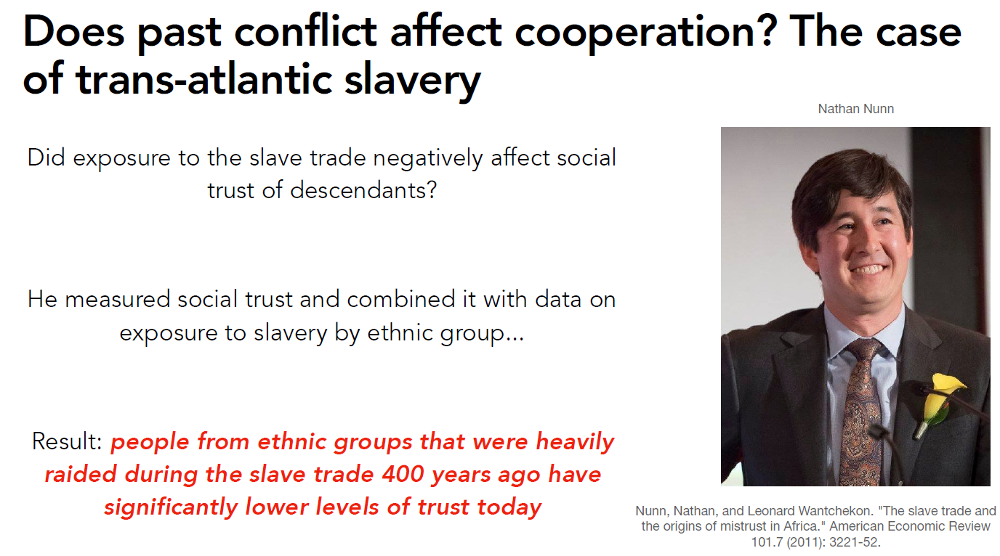 Does past conflict affect cooperation? The case
of trans-atlantic slavery
Nathan Nunn
Did exposure to the slave trade negatively affect social
trust of descendants?
He measured social trust and combined it with data on
exposure to slavery by ethnic group...
Result: people from ethnic groups that were heavily
raided during the slave trade 400 years ago have
significantly lower levels of trust today
Nunn, Nathan, and Leonard Wantchekon. "The slave trade and
the origins of mistrust in Africa." American Economic Review
101.7 (2011): 3221-52.